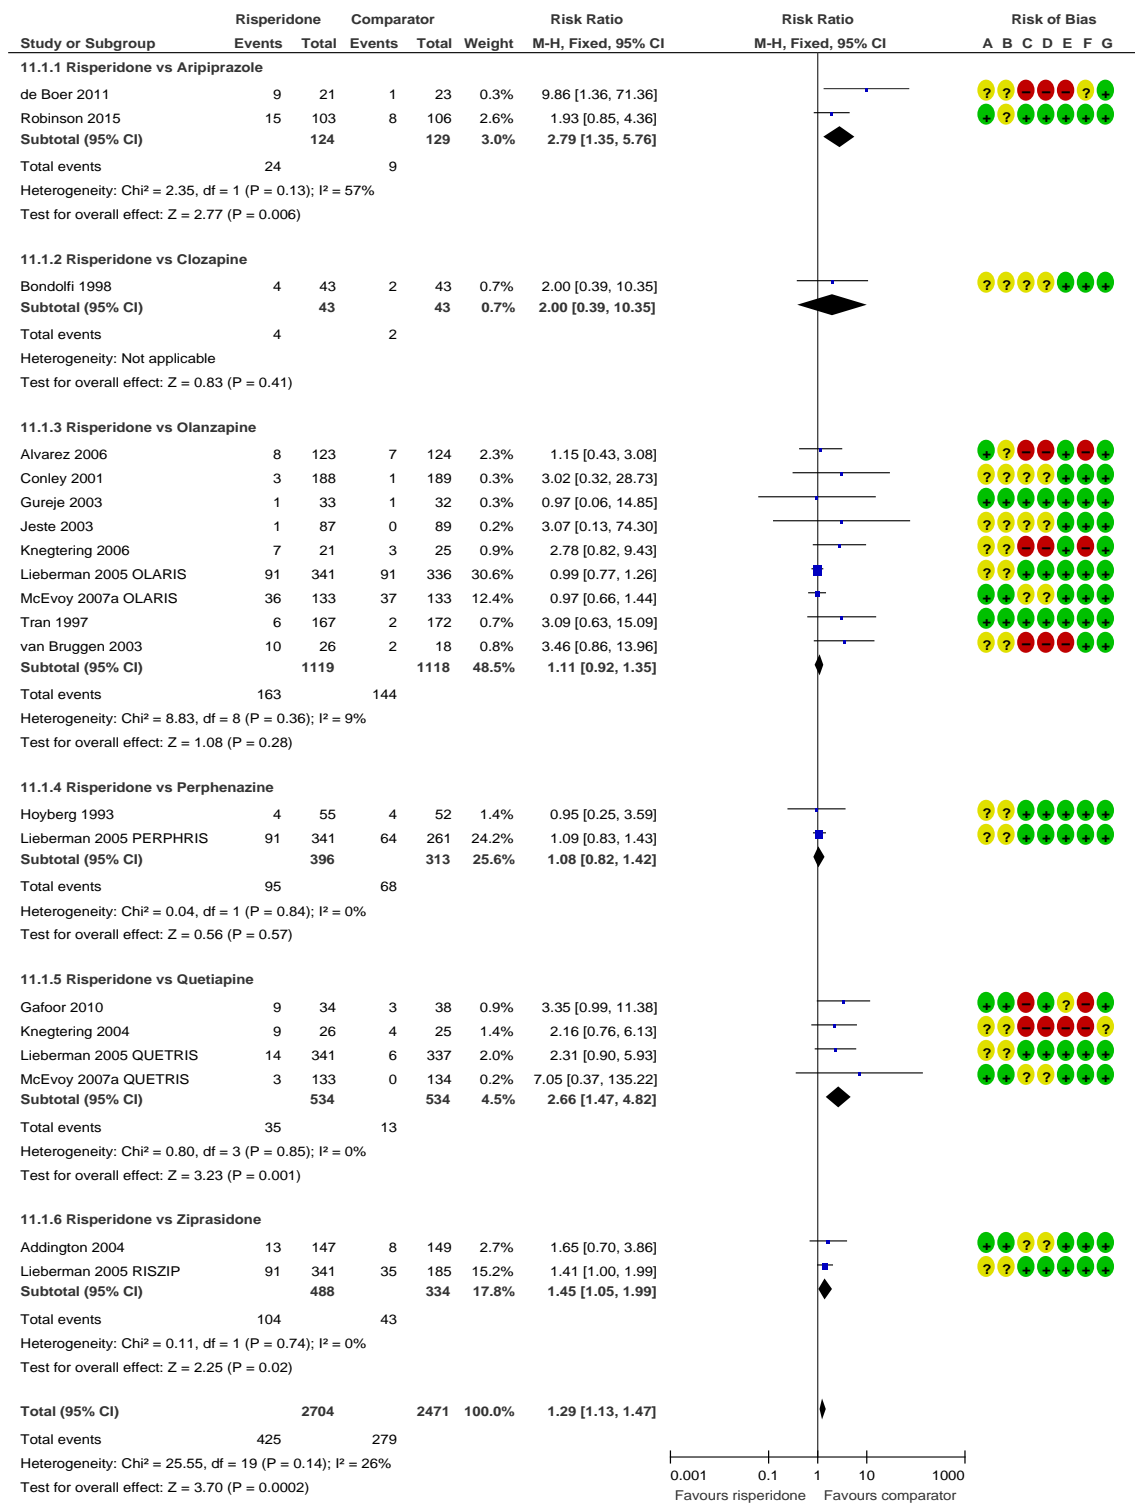 Risperidone Comparator Risk Ratio Risk Ratio Risk of Bias
Study or Subgroup Events Total Events Total Weight M-H, Fixed, 95% CI M-H, Fixed, 95% CI A B C D E F G
11.1.1 Risperidone vs Aripiprazole
de Boer 2011 9 21 1 23 0.3% 9.86 [1.36, 71.36] ? ? – – – ? +
Robinson 2015 15 103 8 106 2.6% 1.93 [0.85, 4.36] + ? + + + + +
Subtotal (95% CI) 124 129 3.0% 2.79 [1.35, 5.76]
Total events 24 9
Heterogeneity: Chi² = 2.35, df = 1 (P = 0.13); I² = 57%
Test for overall effect: Z = 2.77 (P = 0.006)
11.1.2 Risperidone vs Clozapine
Bondolfi 1998 4 43 2 43 0.7% 2.00 [0.39, 10.35] ? ? ? ? + + +
Subtotal (95% CI) 43 43 0.7% 2.00 [0.39, 10.35]
Total events 4 2
Heterogeneity: Not applicable
Test for overall effect: Z = 0.83 (P = 0.41)
11.1.3 Risperidone vs Olanzapine
Alvarez 2006 8 123 7 124 2.3% 1.15 [0.43, 3.08] + ? – – + – +
Conley 2001 3 188 1 189 0.3% 3.02 [0.32, 28.73] ? ? ? ? + + +
Gureje 2003 1 33 1 32 0.3% 0.97 [0.06, 14.85] + + + + + + +
Jeste 2003 1 87 0 89 0.2% 3.07 [0.13, 74.30] ? ? ? ? + + +
Knegtering 2006 7 21 3 25 0.9% 2.78 [0.82, 9.43] ? ? – – + – +
Lieberman 2005 OLARIS 91 341 91 336 30.6% 0.99 [0.77, 1.26] ? ? + + + + +
McEvoy 2007a OLARIS 36 133 37 133 12.4% 0.97 [0.66, 1.44] + + ? ? + + +
Tran 1997 6 167 2 172 0.7% 3.09 [0.63, 15.09] + + + + + + +
van Bruggen 2003 10 26 2 18 0.8% 3.46 [0.86, 13.96] ? ? – – – + +
Subtotal (95% CI) 1119 1118 48.5% 1.11 [0.92, 1.35]
Total events 163 144
Heterogeneity: Chi² = 8.83, df = 8 (P = 0.36); I² = 9%
Test for overall effect: Z = 1.08 (P = 0.28)
11.1.4 Risperidone vs Perphenazine
Hoyberg 1993 4 55 4 52 1.4% 0.95 [0.25, 3.59] ? ? + + + + +
Lieberman 2005 PERPHRIS 91 341 64 261 24.2% 1.09 [0.83, 1.43] ? ? + + + + +
Subtotal (95% CI) 396 313 25.6% 1.08 [0.82, 1.42]
Total events 95 68
Heterogeneity: Chi² = 0.04, df = 1 (P = 0.84); I² = 0%
Test for overall effect: Z = 0.56 (P = 0.57)
11.1.5 Risperidone vs Quetiapine
Gafoor 2010 9 34 3 38 0.9% 3.35 [0.99, 11.38] + + – + ? – +
Knegtering 2004 9 26 4 25 1.4% 2.16 [0.76, 6.13] ? ? – – – – ?
Lieberman 2005 QUETRIS 14 341 6 337 2.0% 2.31 [0.90, 5.93] ? ? + + + + +
McEvoy 2007a QUETRIS 3 133 0 134 0.2% 7.05 [0.37, 135.22] + + ? ? + + +
Subtotal (95% CI) 534 534 4.5% 2.66 [1.47, 4.82]
Total events 35 13
Heterogeneity: Chi² = 0.80, df = 3 (P = 0.85); I² = 0%
Test for overall effect: Z = 3.23 (P = 0.001)
11.1.6 Risperidone vs Ziprasidone
Addington 2004 13 147 8 149 2.7% 1.65 [0.70, 3.86] + + ? ? + + +
Lieberman 2005 RISZIP 91 341 35 185 15.2% 1.41 [1.00, 1.99] ? ? + + + + +
Subtotal (95% CI) 488 334 17.8% 1.45 [1.05, 1.99]
Total events 104 43
Heterogeneity: Chi² = 0.11, df = 1 (P = 0.74); I² = 0%
Test for overall effect: Z = 2.25 (P = 0.02)
Total (95% CI) 2704 2471 100.0% 1.29 [1.13, 1.47]
Total events 425 279
Heterogeneity: Chi² = 25.55, df = 19 (P = 0.14); I² = 26%
Test for overall effect: Z = 3.70 (P = 0.0002)
0.001 0.1 1 10 1000
Favours risperidone Favours comparator